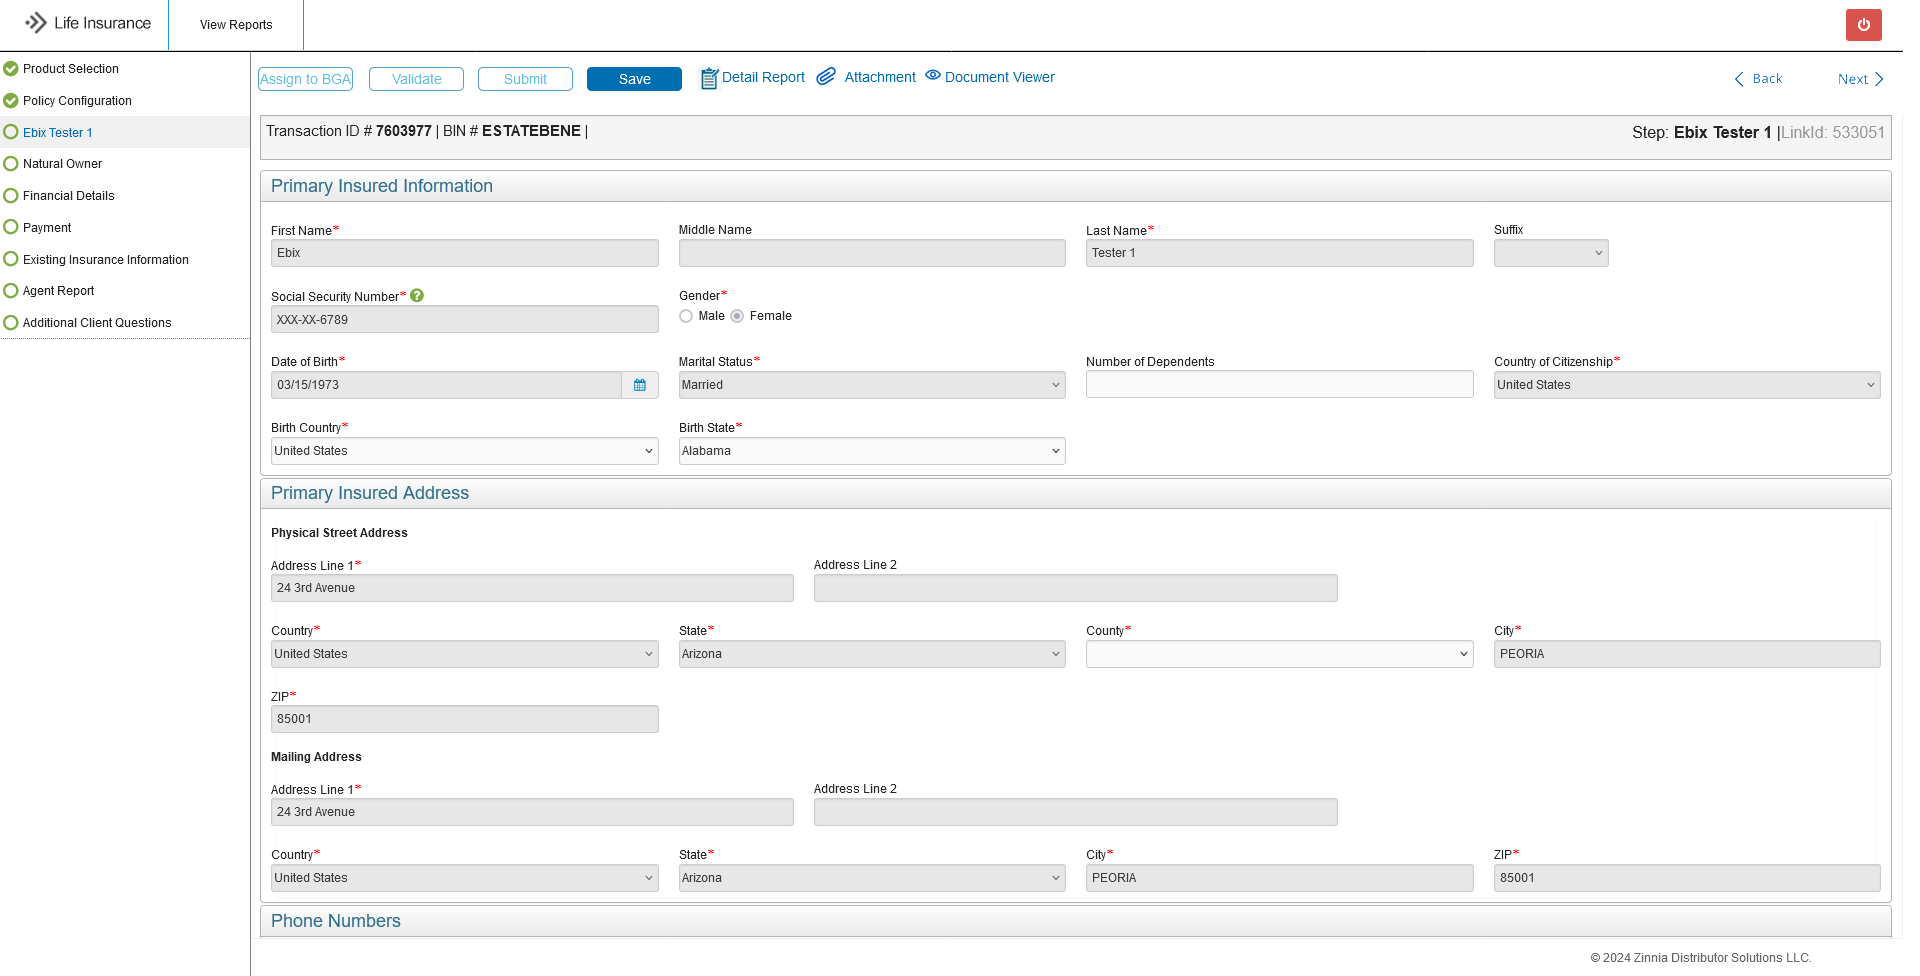 Life Insurance
View Reports
Product Selection
Policy Configuration
Ebix Tester 1
Natural Owner
Financial Details
Payment
Existing Insurance Information
Agent Report
Additional Client Questions
Assign to BGA Validate Submit Save Detail Report Attachment Document Viewer Back Next
Transaction ID # 7603977 | BIN # ESTATEBENE | Step: Ebix Tester 1 |LinkId: 533051
Primary Insured Information
First Name* Middle Name Last Name* Suffix
Ebix Tester 1
Social Security Number* ? Gender*
XXX-XX-6789 Male Female
Date of Birth* Marital Status* Number of Dependents Country of Citizenship*
03/15/1973 Married United States
Birth Country* Birth State*
United States Alabama
Primary Insured Address
Physical Street Address
Address Line 1* Address Line 2
24 3rd Avenue
Country* State* County* City*
United States Arizona PEORIA
ZIP*
85001
Mailing Address
Address Line 1* Address Line 2
24 3rd Avenue
Country* State* City* ZIP*
United States Arizona PEORIA 85001
Phone Numbers
© 2024 Zinnia Distributor Solutions LLC.